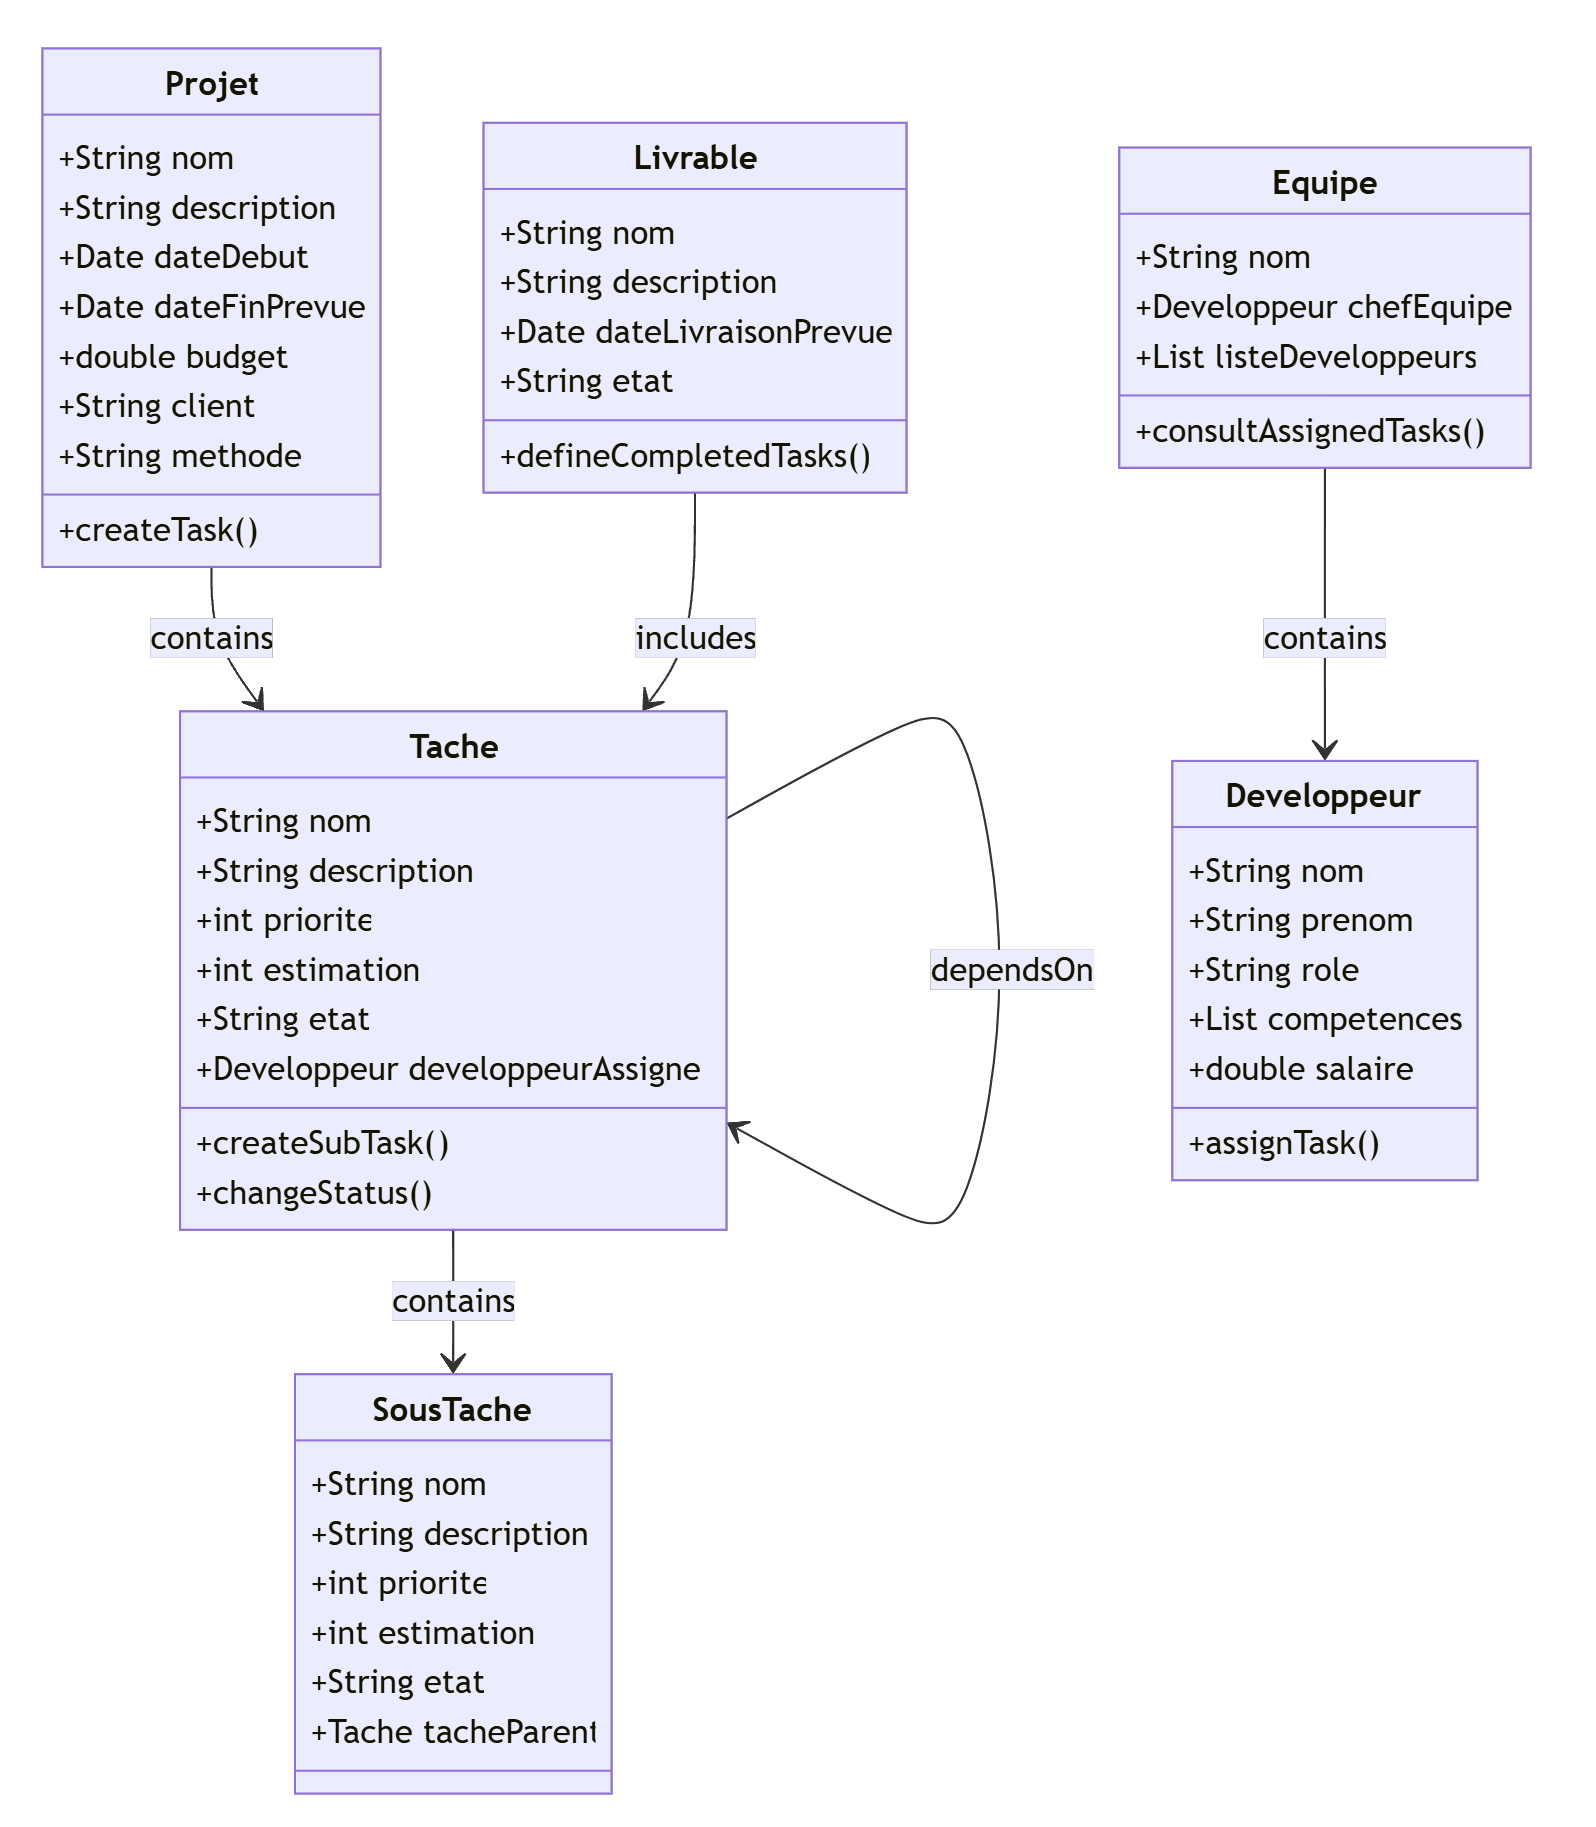 Projet
+String nom
+String description
+Date dateDebut
+Date dateFinPrevue
+double budget
+String client
+String methode
+createTask()
Livrable
+String nom
+String description
+Date dateLivraisonPrevue
+String etat
+defineCompletedTasks()
Equipe
+String nom
+Developpeur chefEquipe
+List listeDeveloppeurs
+consultAssignedTasks()
contains
includes
contains
Tache
+String nom
+String description
+int priorite
+int estimation
+String etat
+Developpeur developpeurAssigne
+createSubTask()
+changeStatus()
dependsOn
Developpeur
+String nom
+String prenom
+String role
+List competences
+double salaire
+assignTask()
contains
SousTache
+String nom
+String description
+int priorite
+int estimation
+String etat
+Tache tacheParent